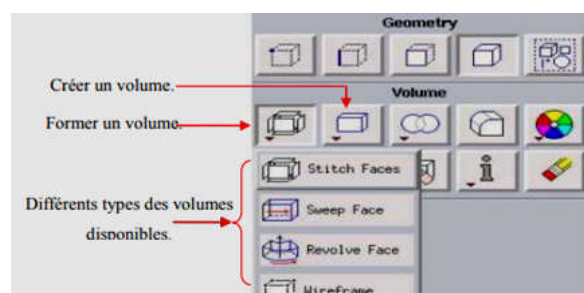 Geometry
Créer un volume.
Volume
Former un volume.
Stitch Faces
Différents types des volumes
disponibles.
Sweep Face
Revolve Face
Wireframe